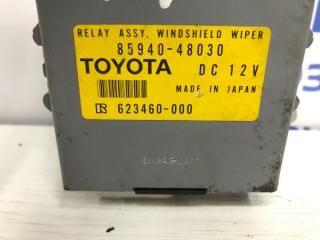 RELAY ASSY, WINDSHIELD WIPER
85940-48030
TOYOTA DC 12V
MADE IN JAPAN
623460-000